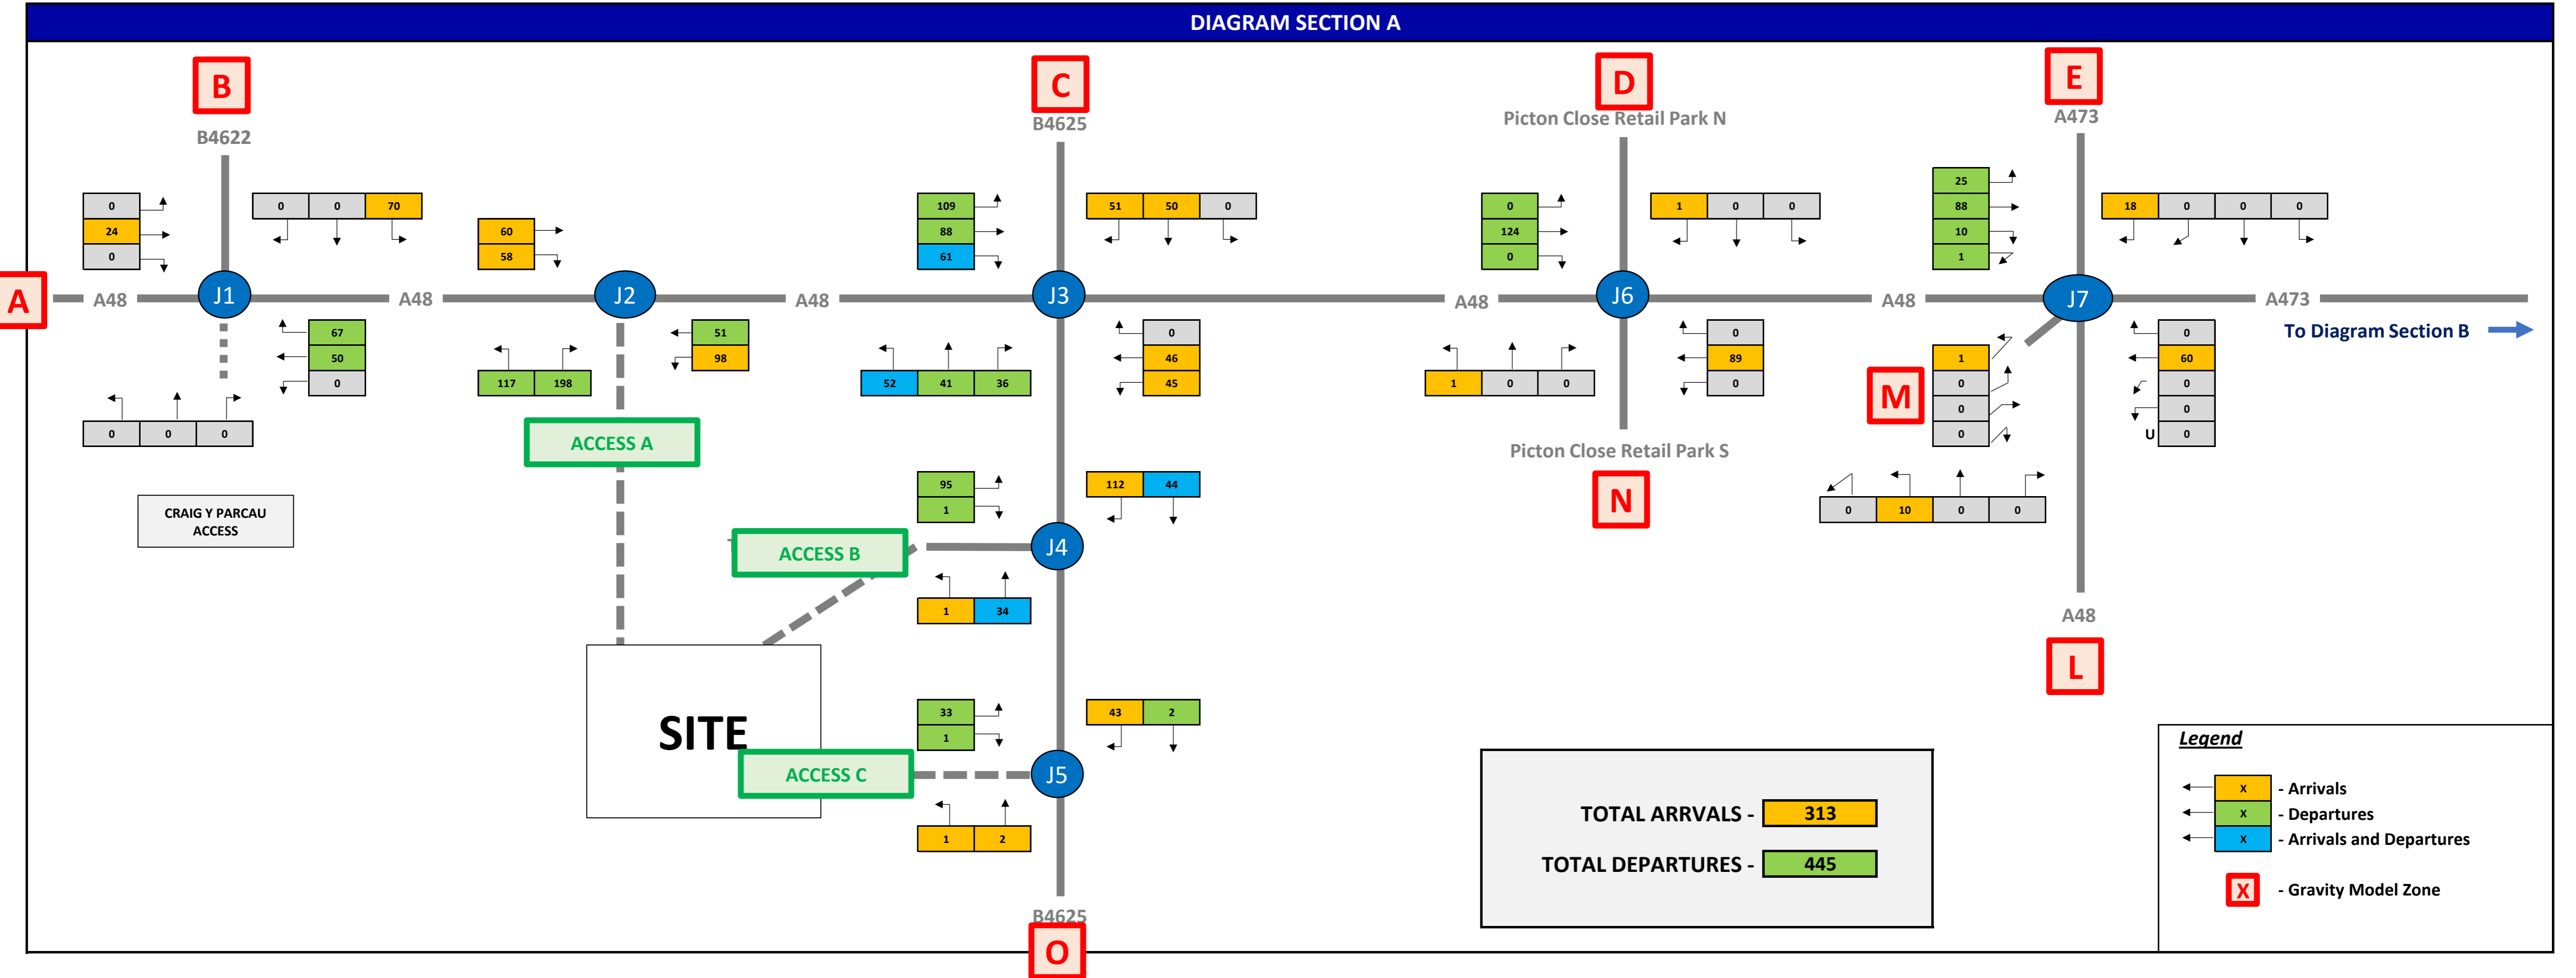 DIAGRAM SECTION A
B
C
D
E
B4622
B4625
Picton Close Retail Park N
A473
0
24
0
0 0 70
60
58
109
88
61
51 50 0
0
124
0
1 0 0
25
88
10
1
18 0 0 0
A
A48
J1
A48
J2
A48
J3
A48
J6
A48
J7
A473
To Diagram Section B
67
50
0
0 0 0
117 198
51
98
52 41 36
0
46
45
1 0 0
0
89
0
M
1
0
0
0
0
60
0
0
U 0
0 10 0 0
ACCESS A
Picton Close Retail Park S
N
CRAIG Y PARCAU
ACCESS
95
1
112 44
ACCESS B
J4
1 34
A48
L
SITE
33
1
43 2
ACCESS C
J5
1 2
B4625
O
TOTAL ARRVALS - 313
TOTAL DEPARTURES - 445
Legend
X - Arrivals
X - Departures
X - Arrivals and Departures
X - Gravity Model Zone